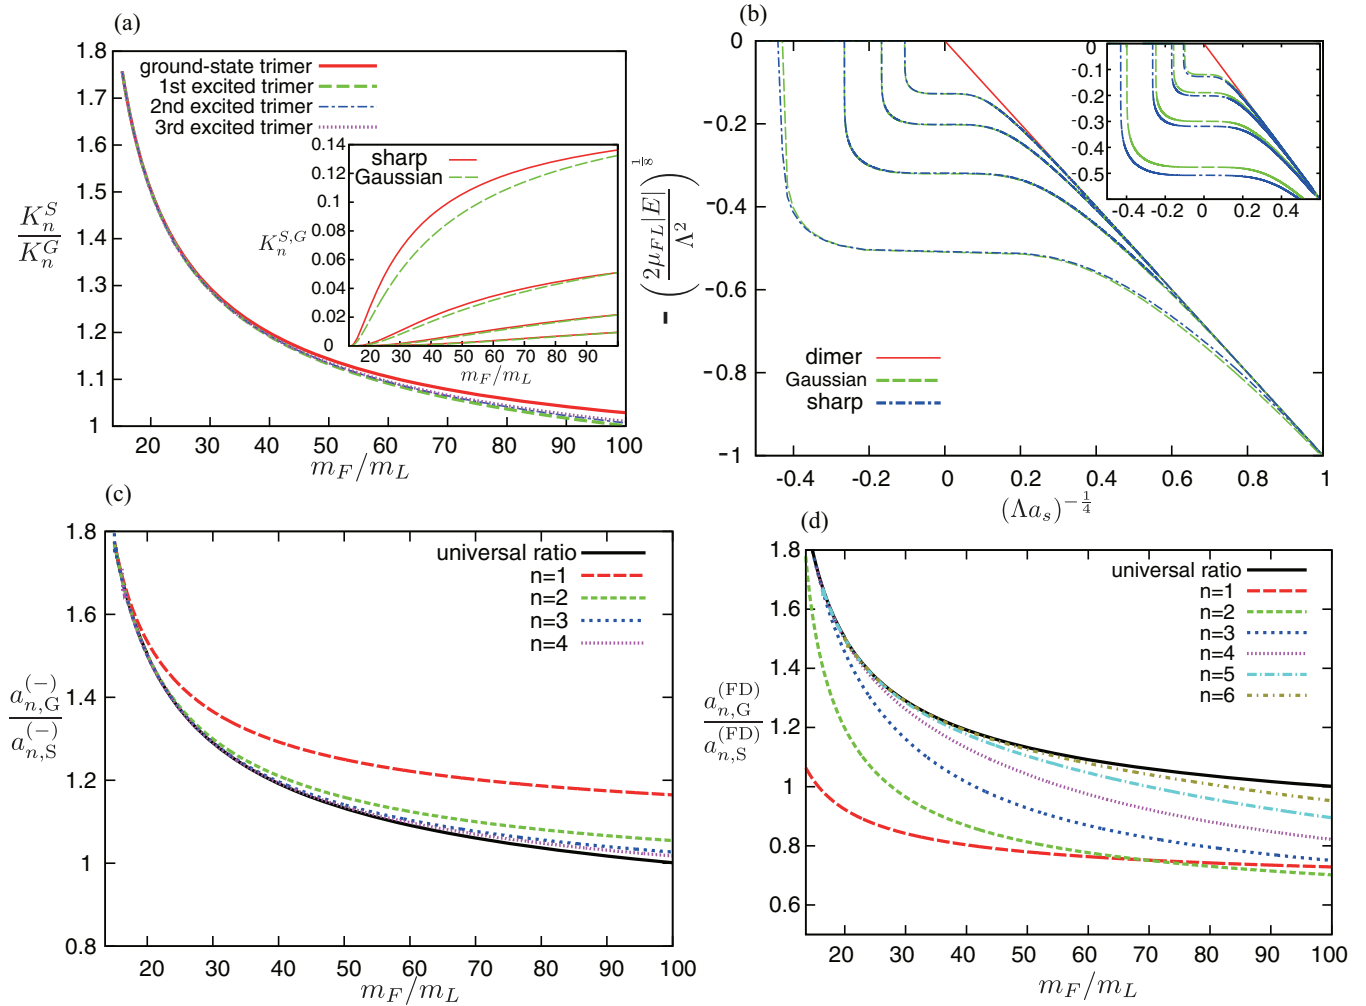 (a)
1.8
1.7
1.6
1.5
1.4
1.3
1.2
1.1
1
K_n^S / K_n^G
ground-state trimer
1st excited trimer
2nd excited trimer
3rd excited trimer
0.14
0.12
0.1
0.08
0.06
0.04
0.02
0
K_n^{S,G}
sharp
Gaussian
20 30 40 50 60 70 80 90
m_F/m_L
20 30 40 50 60 70 80 90 100
m_F/m_L
(b)
0
-0.2
-0.4
-0.6
-0.8
-1
- (2μ_{FL}|E| / Λ^2)^{1/8}
0
-0.1
-0.2
-0.3
-0.4
-0.5
-0.4 -0.2 0 0.2 0.4
dimer
Gaussian
sharp
-0.4 -0.2 0 0.2 0.4 0.6 0.8 1
(Λa_s)^{-1/4}
(c)
1.8
1.6
1.4
1.2
1
0.8
a_{n,G}^{(−)} / a_{n,S}^{(−)}
universal ratio
n=1
n=2
n=3
n=4
20 30 40 50 60 70 80 90 100
m_F/m_L
(d)
1.8
1.6
1.4
1.2
1
0.8
0.6
a_{n,G}^{(FD)} / a_{n,S}^{(FD)}
universal ratio
n=1
n=2
n=3
n=4
n=5
n=6
20 30 40 50 60 70 80 90 100
m_F/m_L